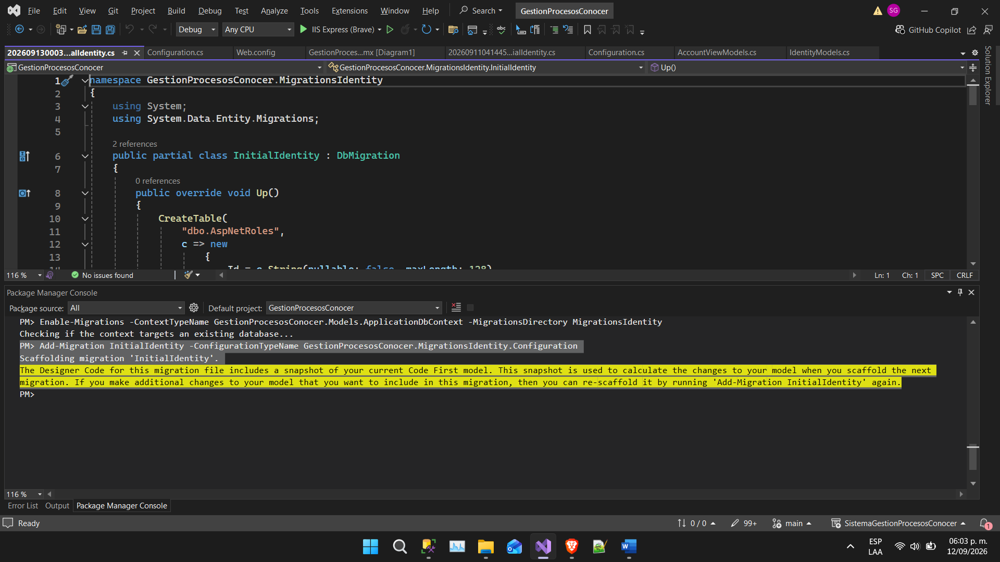 File Edit View Git Project Build Debug Test Analyze Tools Extensions Window Help Search GestionProcesosConocer SG
Debug Any CPU IIS Express (Brave) abc GitHub Copilot
202609130003...alIdentity.cs Configuration.cs Web.config GestionProces...mx [Diagram1] 20260911041445...ialIdentity.cs Configuration.cs AccountViewModels.cs IdentityModels.cs
GestionProcesosConocer GestionProcesosConocer.MigrationsIdentity.InitialIdentity Up()
Solution Explorer
1 namespace GestionProcesosConocer.MigrationsIdentity
2 {
3 using System;
4 using System.Data.Entity.Migrations;
5
2 references
6 public partial class InitialIdentity : DbMigration
7 {
0 references
8 public override void Up()
9 {
10 CreateTable(
11 "dbo.AspNetRoles",
12 c => new
13 {
14 Id = c.String(nullable: false, maxLength: 128)
116 % No issues found Ln: 1 Ch: 1 SPC CRLF
Package Manager Console
Package source: All Default project: GestionProcesosConocer
PM> Enable-Migrations -ContextTypeName GestionProcesosConocer.Models.ApplicationDbContext -MigrationsDirectory MigrationsIdentity
Checking if the context targets an existing database...
PM> Add-Migration InitialIdentity -ConfigurationTypeName GestionProcesosConocer.MigrationsIdentity.Configuration
Scaffolding migration 'InitialIdentity'.
The Designer Code for this migration file includes a snapshot of your current Code First model. This snapshot is used to calculate the changes to your model when you scaffold the next
migration. If you make additional changes to your model that you want to include in this migration, then you can re-scaffold it by running 'Add-Migration InitialIdentity' again.
PM>
116 %
Error List Output Package Manager Console
Ready 0 / 0 99+ main SistemaGestionProcesosConocer 1
ESP 06:03 p. m.
LAA 12/09/2026